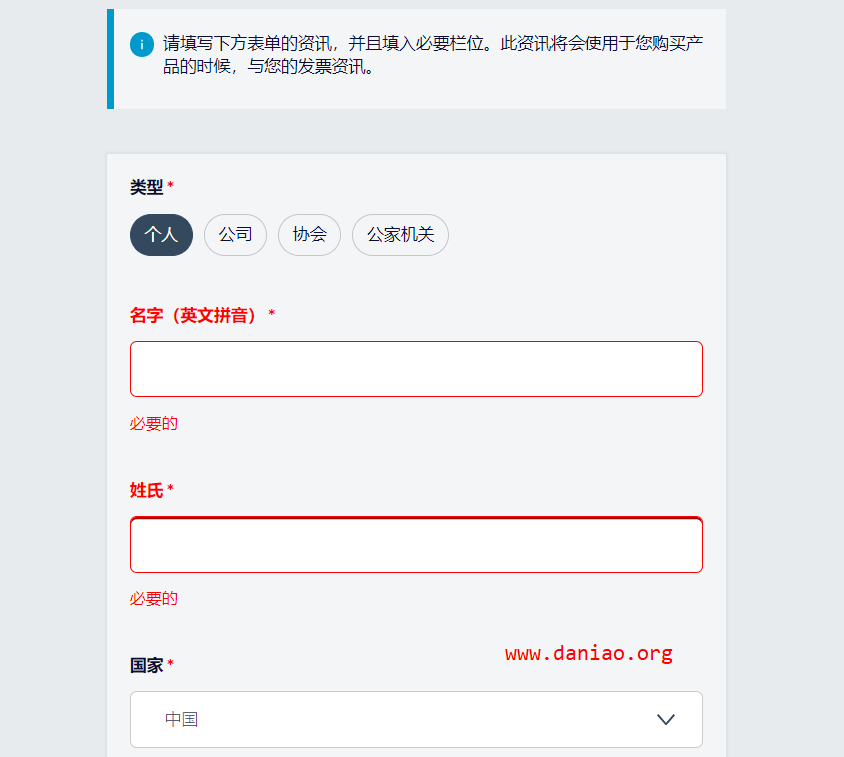 i
请填写下方表单的资讯，并且填入必要栏位。此资讯将会使用于您购买产
品的时候，与您的发票资讯。
类型 *
个人 公司 协会 公家机关
名字（英文拼音） *
必要的
姓氏 *
必要的
www.daniao.org
国家 *
中国